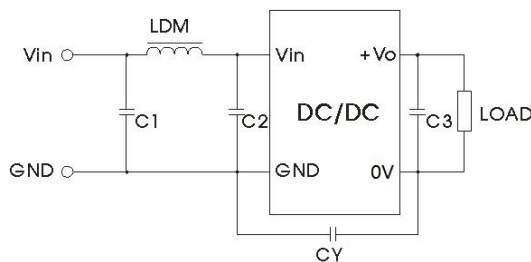 LDM
Vin
Vin
+Vo
C1
C2
DC/DC
C3
LOAD
GND
GND
0V
CY